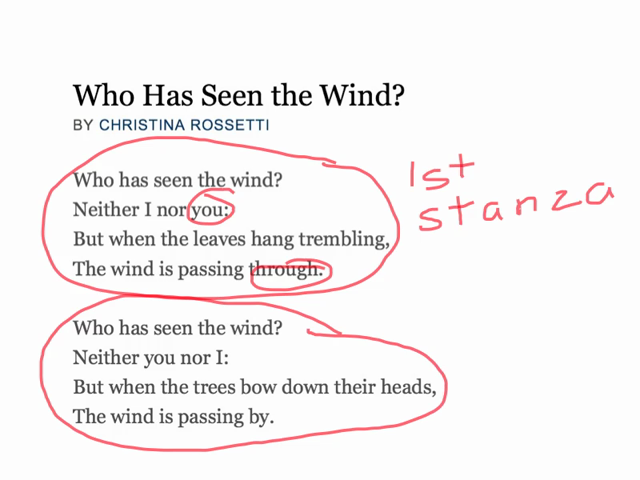 Who Has Seen the Wind?
BY CHRISTINA ROSSETTI
Who has seen the wind?
Neither I nor you:
But when the leaves hang trembling,
The wind is passing through.
1st
stanza
Who has seen the wind?
Neither you nor I:
But when the trees bow down their heads,
The wind is passing by.